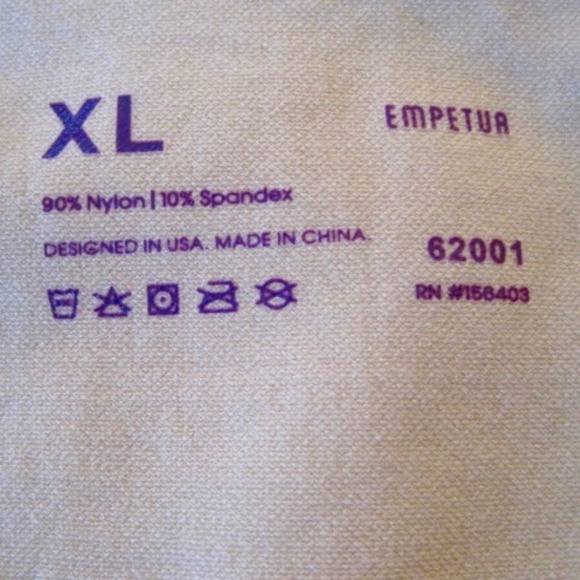 XL
EMPETUA
90% Nylon | 10% Spandex
DESIGNED IN USA. MADE IN CHINA.
62001
RN #156403